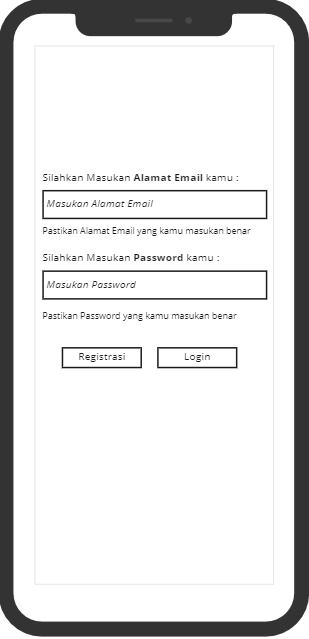 Silahkan Masukan Alamat Email kamu :
Masukan Alamat Email
Pastikan Alamat Email yang kamu masukan benar
Silahkan Masukan Password kamu :
Masukan Password
Pastikan Password yang kamu masukan benar
Registrasi Login